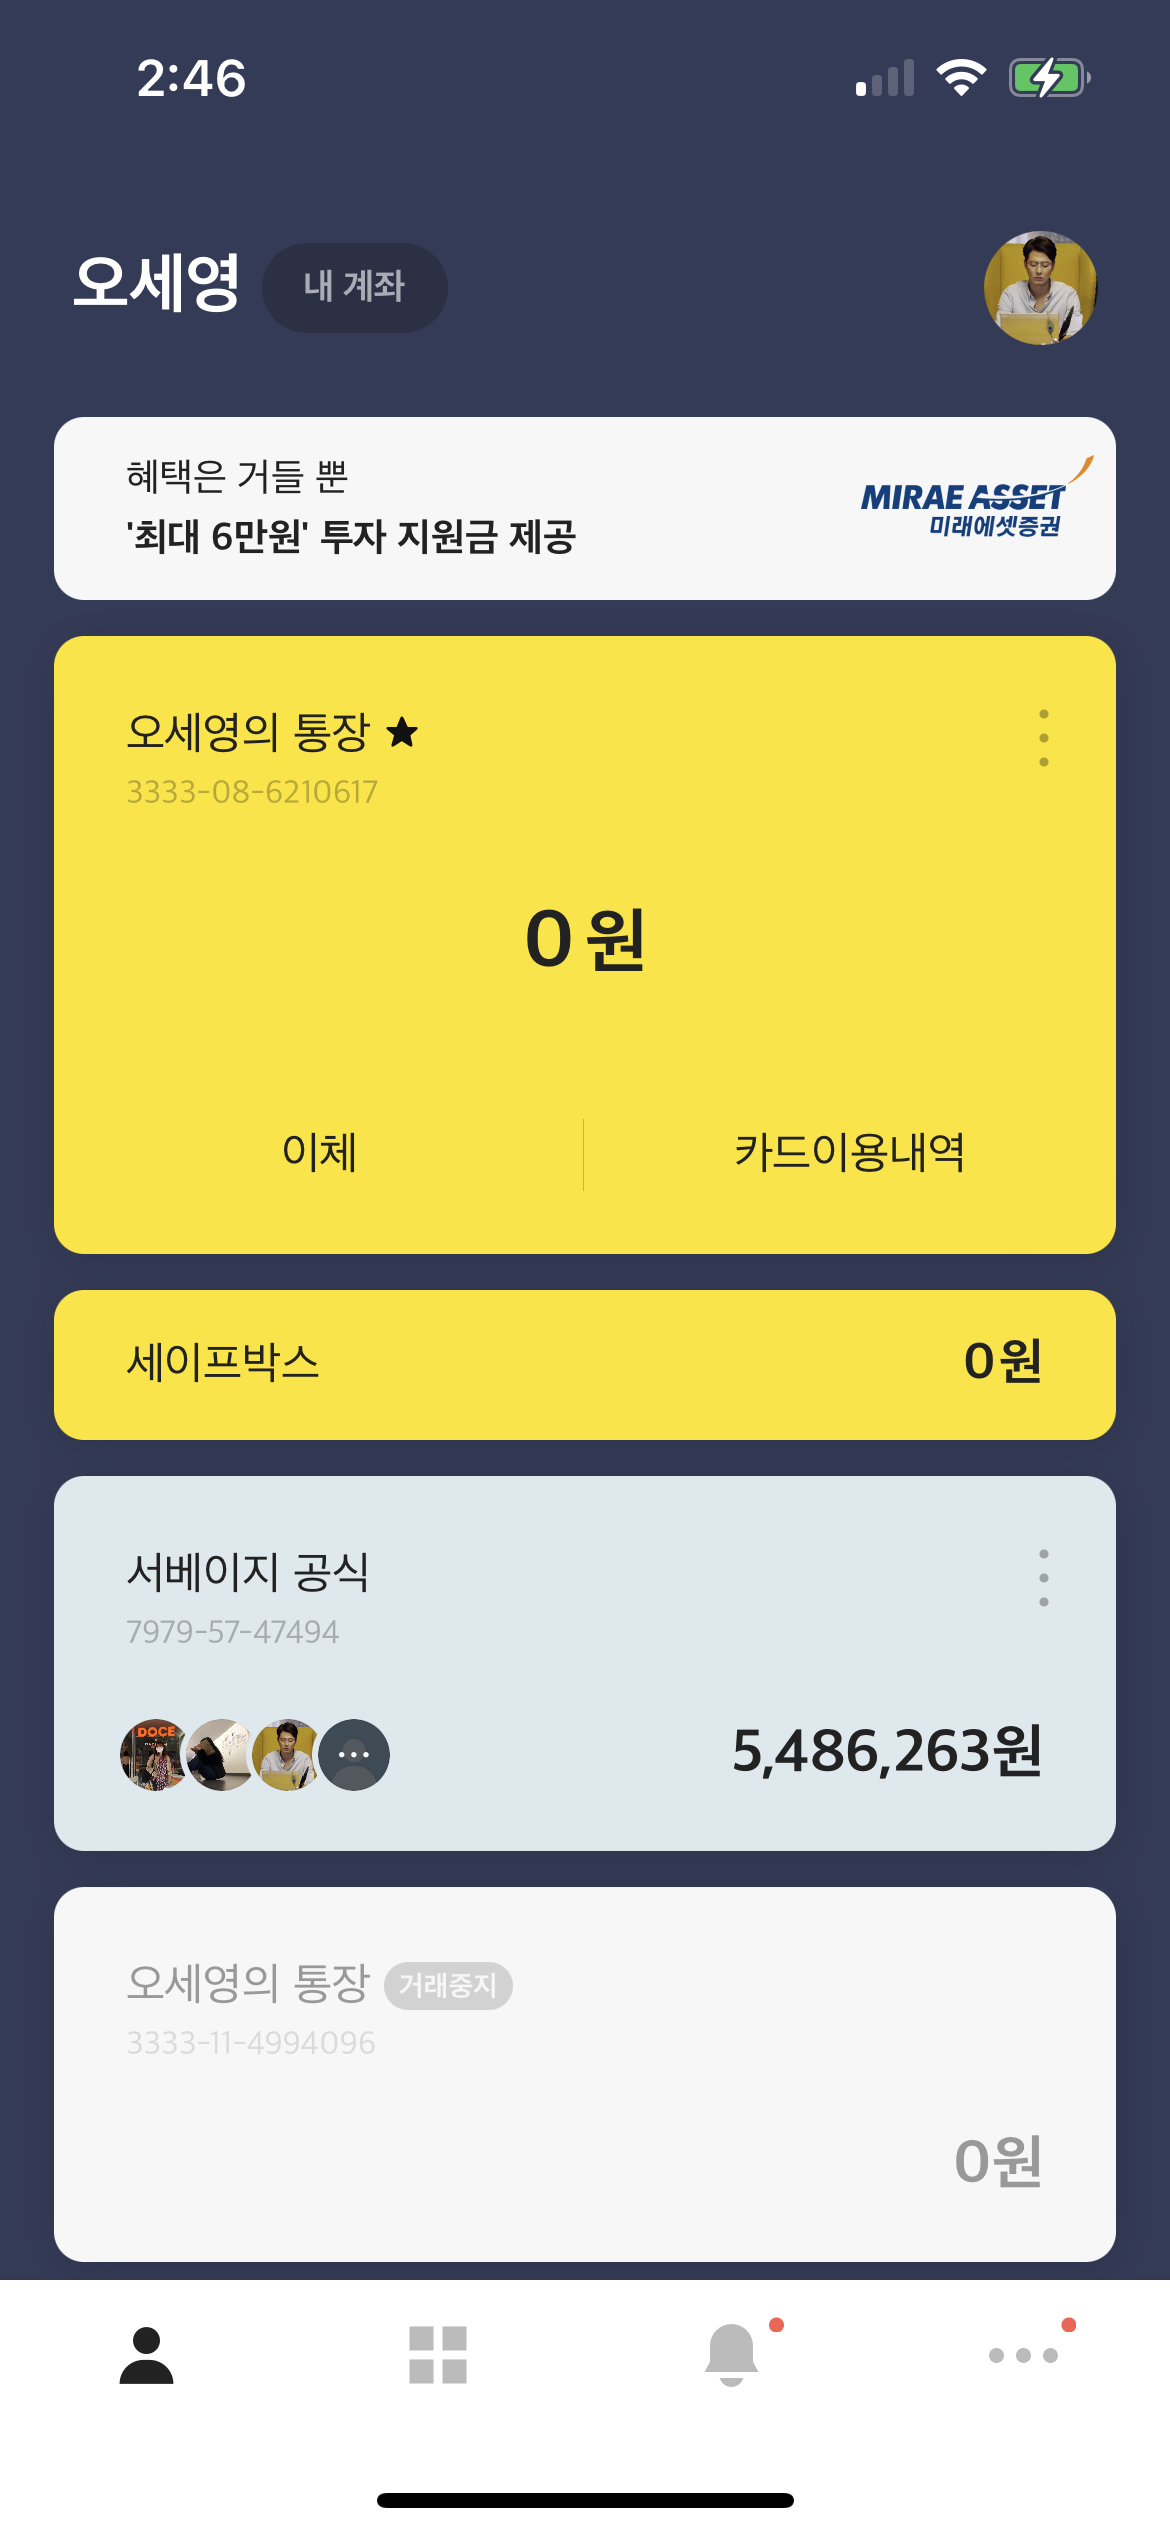 2:46
오세영 내 계좌
혜택은 거들 뿐
'최대 6만원' 투자 지원금 제공
MIRAE ASSET
미래에셋증권
오세영의 통장
3333-08-6210617
0원
이체 카드이용내역
세이프박스 0원
서베이지 공식
7979-57-47494
DOCE
5,486,263원
오세영의 통장 거래중지
3333-11-4994096
0원